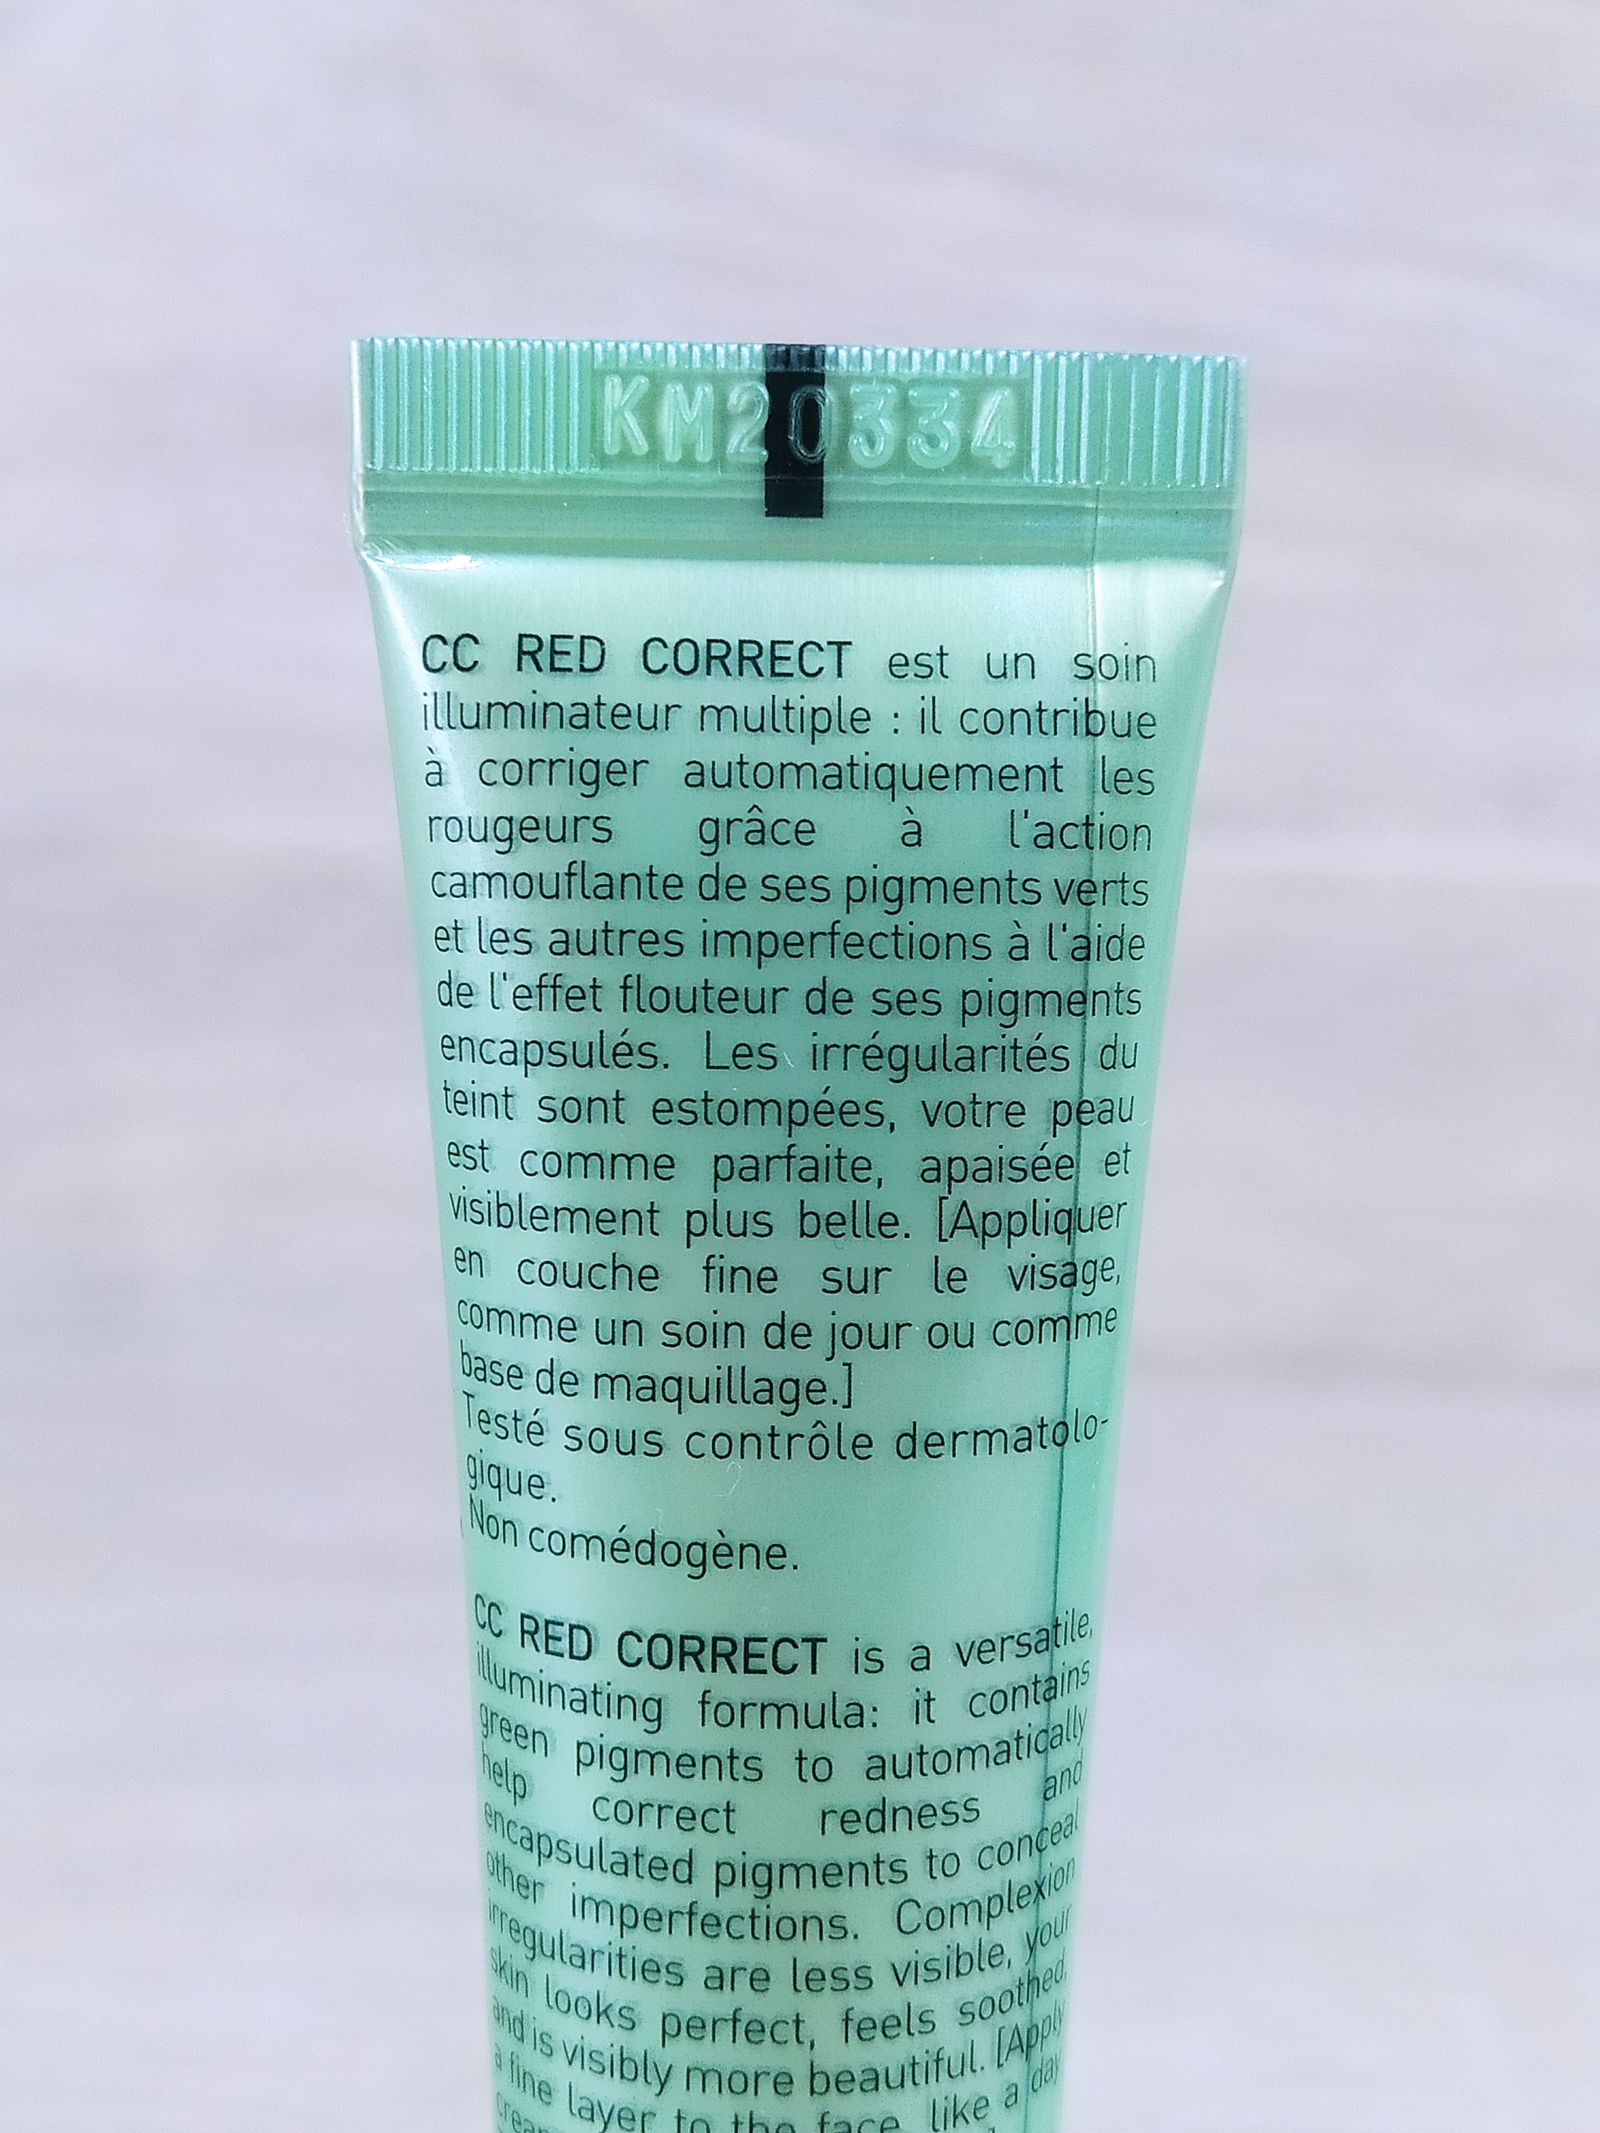 KM20334
CC RED CORRECT est un soin
illuminateur multiple : il contribue
à corriger automatiquement les
rougeurs grâce à l'action
camouflante de ses pigments verts
et les autres imperfections à l'aide
de l'effet flouteur de ses pigments
encapsulés. Les irrégularités du
teint sont estompées, votre peau
est comme parfaite, apaisée et
visiblement plus belle. [Appliquer
en couche fine sur le visage,
comme un soin de jour ou comme
base de maquillage.]
Testé sous contrôle dermatolo-
gique.
Non comédogène.
CC RED CORRECT is a versatile,
illuminating formula: it contains
green pigments to automatically
help correct redness and
encapsulated pigments to conceal
other imperfections. Complexion
irregularities are less visible, your
skin looks perfect, feels soothed,
and is visibly more beautiful. [Apply
a fine layer to the face, like a day